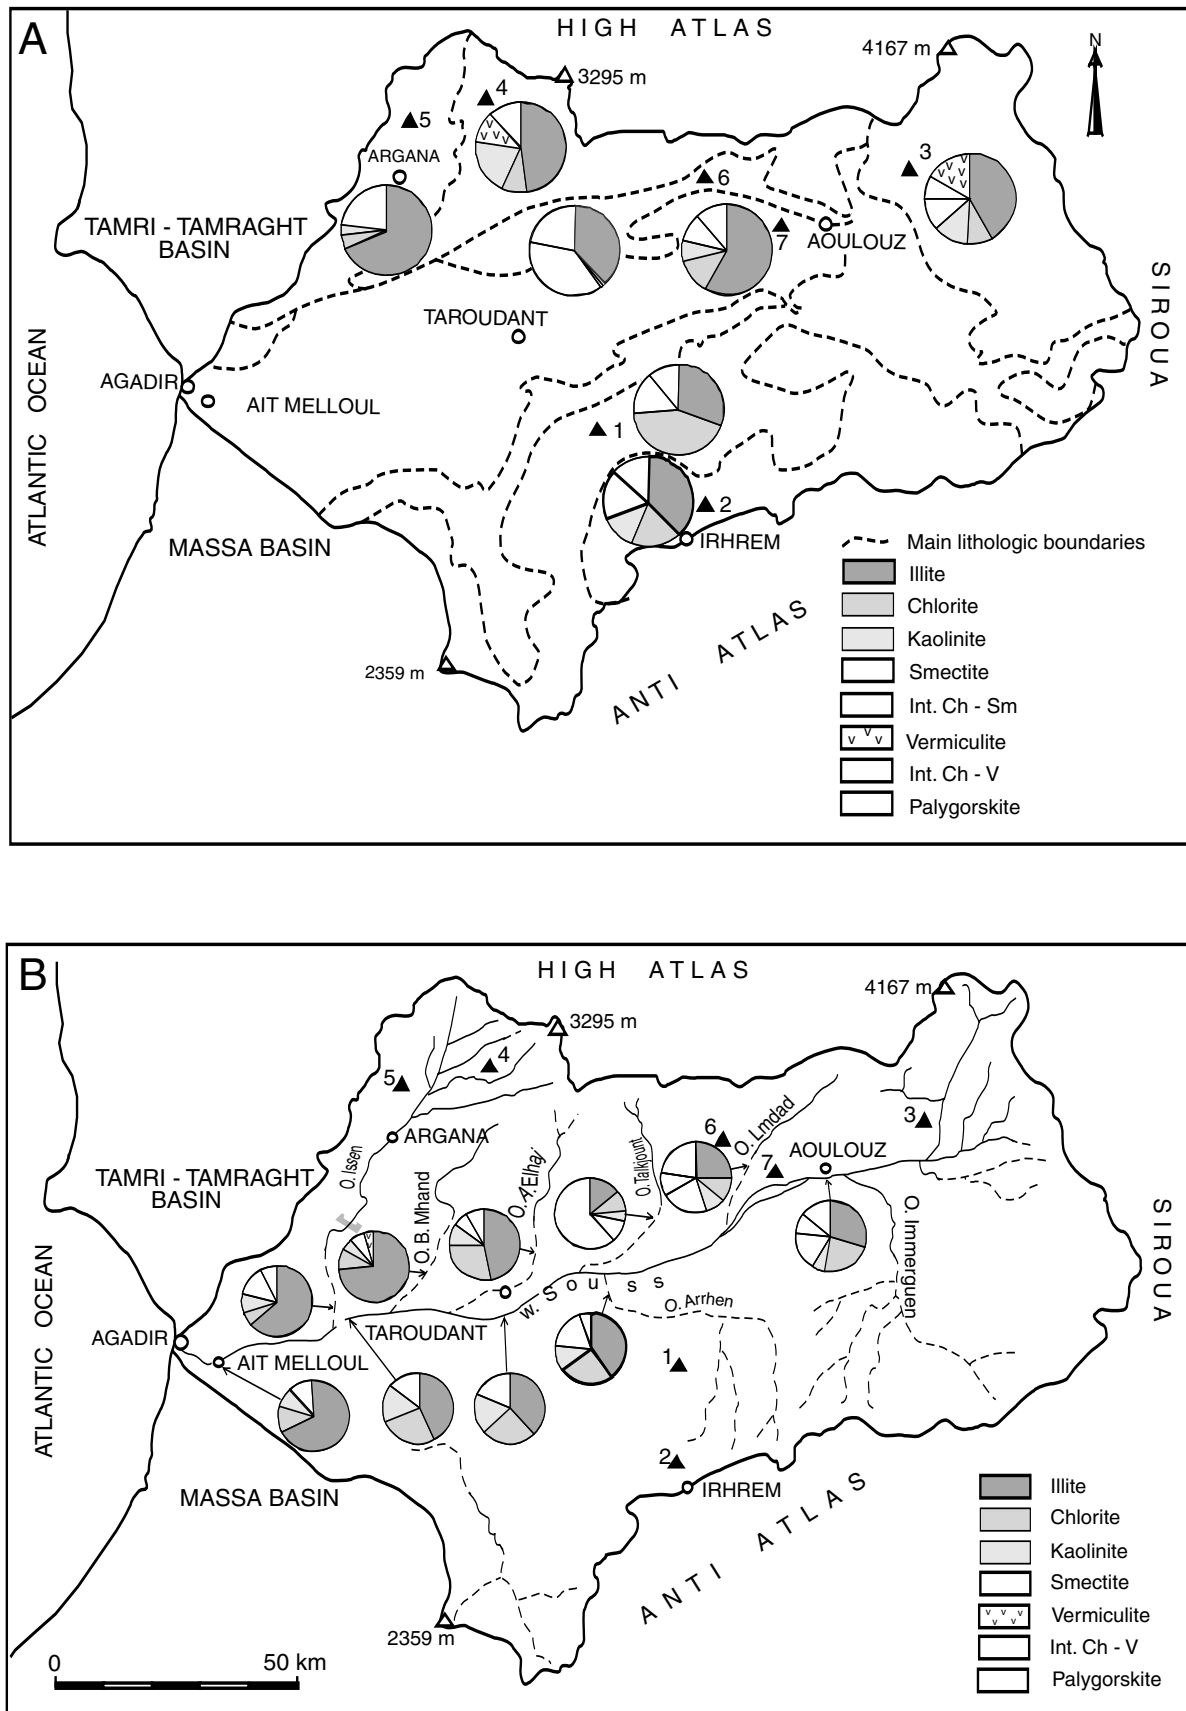 A
HIGH ATLAS
4167 m
N
3295 m
4
5
ARGANA
3
6
TAMRI - TAMRAGHT
BASIN
7
AOULOUZ
SIROUA
TAROUDANT
ATLANTIC OCEAN
AGADIR
AIT MELLOUL
1
2
MASSA BASIN
IRHREM
Main lithologic boundaries
Illite
Chlorite
Kaolinite
Smectite
Int. Ch - Sm
Vermiculite
Int. Ch - V
Palygorskite
ANTI ATLAS
2359 m
B
HIGH ATLAS
4167 m
3295 m
4
5
3
ARGANA
6
O. Lmdad
AOULOUZ
7
O. Issen
O. B. Mhand
O. A. Elhaj
O. Talkjount
TAMRI - TAMRAGHT
BASIN
O. Immerguen
SIROUA
w. Souss
O. Arrhen
ATLANTIC OCEAN
AGADIR
TAROUDANT
AIT MELLOUL
1
2
MASSA BASIN
IRHREM
ANTI ATLAS
Illite
Chlorite
Kaolinite
Smectite
Vermiculite
Int. Ch - V
Palygorskite
2359 m
0 50 km